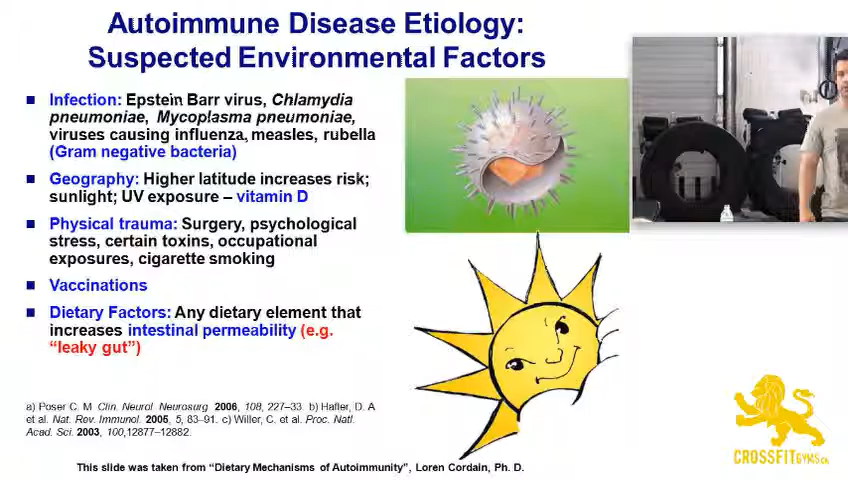 Autoimmune Disease Etiology:
Suspected Environmental Factors
Infection: Epstein Barr virus, Chlamydia
pneumoniae, Mycoplasma pneumoniae,
viruses causing influenza, measles, rubella
(Gram negative bacteria)
Geography: Higher latitude increases risk;
sunlight; UV exposure – vitamin D
Physical trauma: Surgery, psychological
stress, certain toxins, occupational
exposures, cigarette smoking
Vaccinations
Dietary Factors: Any dietary element that
increases intestinal permeability (e.g.
“leaky gut”)
a) Poser C. M. Clin. Neurol. Neurosurg. 2006, 108, 227–33. b) Hafler, D. A
et al. Nat. Rev. Immunol. 2005, 5, 83–91. c) Willer, C. et al. Proc. Natl.
Acad. Sci. 2003, 100,12877–12882.
This slide was taken from “Dietary Mechanisms of Autoimmunity”, Loren Cordain, Ph. D.
CROSSFITGYMS.CA